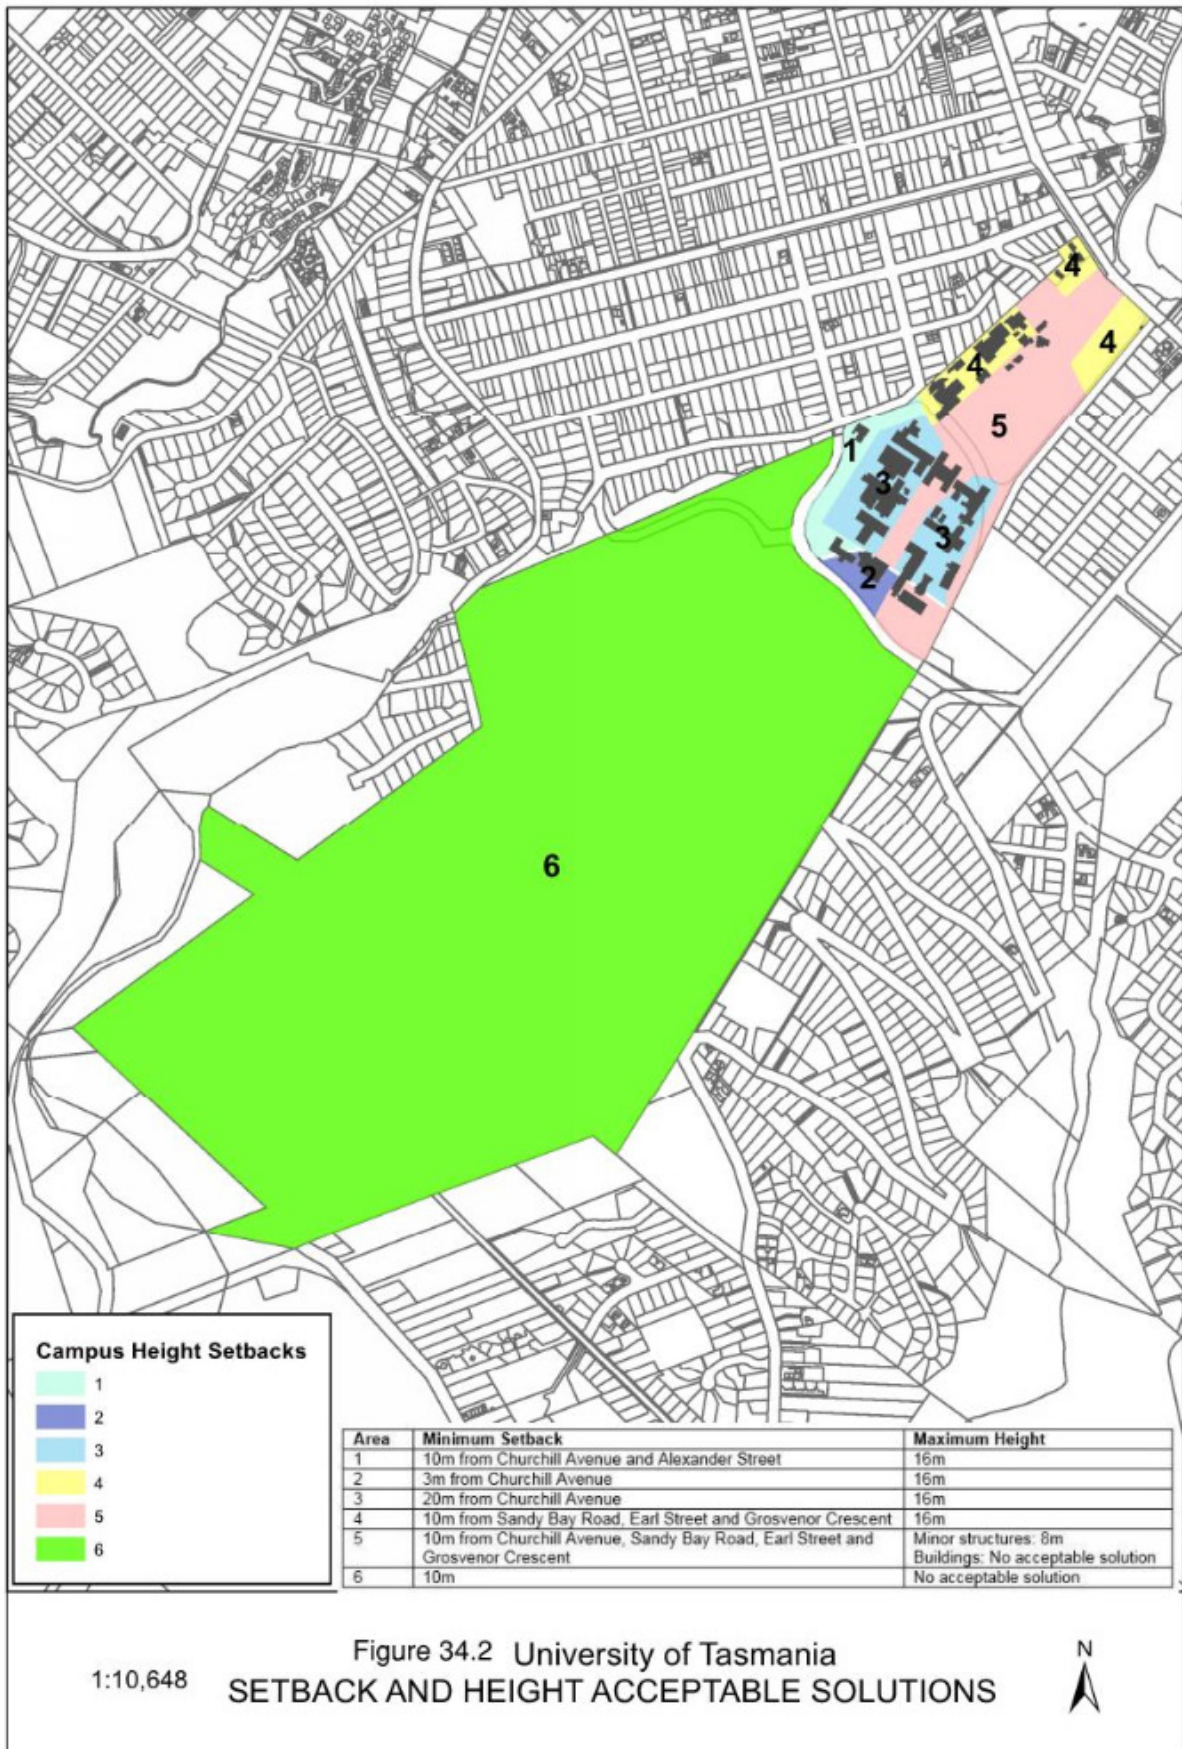 4
4
4
5
1
3
3
2
6
Campus Height Setbacks
1
2
3
4
5
6
Area Minimum Setback Maximum Height
1 10m from Churchill Avenue and Alexander Street 16m
2 3m from Churchill Avenue 16m
3 20m from Churchill Avenue 16m
4 10m from Sandy Bay Road, Earl Street and Grosvenor Crescent 16m
5 10m from Churchill Avenue, Sandy Bay Road, Earl Street and Minor structures: 8m
Grosvenor Crescent Buildings: No acceptable solution
6 10m No acceptable solution
Figure 34.2 University of Tasmania
1:10,648
SETBACK AND HEIGHT ACCEPTABLE SOLUTIONS
N